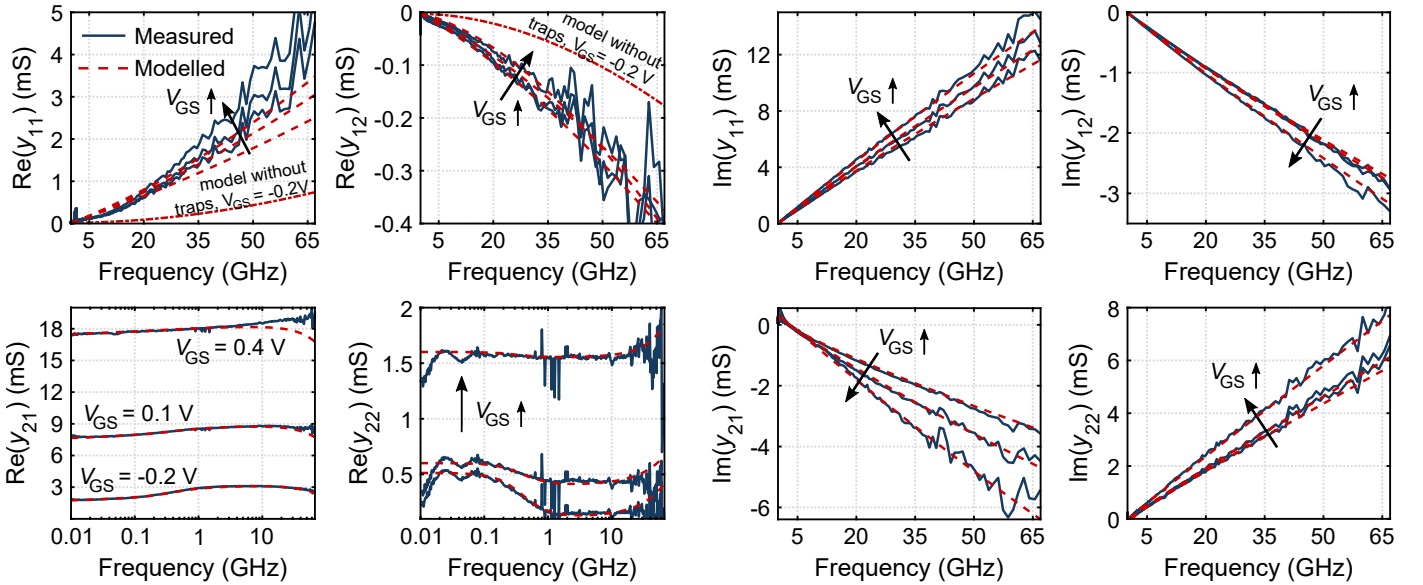 5
4
3
2
1
0
5 20 35 50 65
Re(y11) (mS)
Frequency (GHz)
Measured
Modelled
VGS
model without
traps, VGS = -0.2V
0
-0.1
-0.2
-0.3
-0.4
5 20 35 50 65
Re(y12) (mS)
Frequency (GHz)
model without
traps, VGS = -0.2 V
VGS
12
8
4
0
5 20 35 50 65
Im(y11) (mS)
Frequency (GHz)
VGS
0
-1
-2
-3
5 20 35 50 65
Im(y12) (mS)
Frequency (GHz)
VGS
18
15
12
9
6
3
0.01 0.1 1 10
Re(y21) (mS)
Frequency (GHz)
VGS = 0.4 V
VGS = 0.1 V
VGS = -0.2 V
2
1.5
1
0.5
0.01 0.1 1 10
Re(y22) (mS)
Frequency (GHz)
VGS
0
-2
-4
-6
5 20 35 50 65
Im(y21) (mS)
Frequency (GHz)
VGS
8
6
4
2
0
5 20 35 50 65
Im(y22) (mS)
Frequency (GHz)
VGS